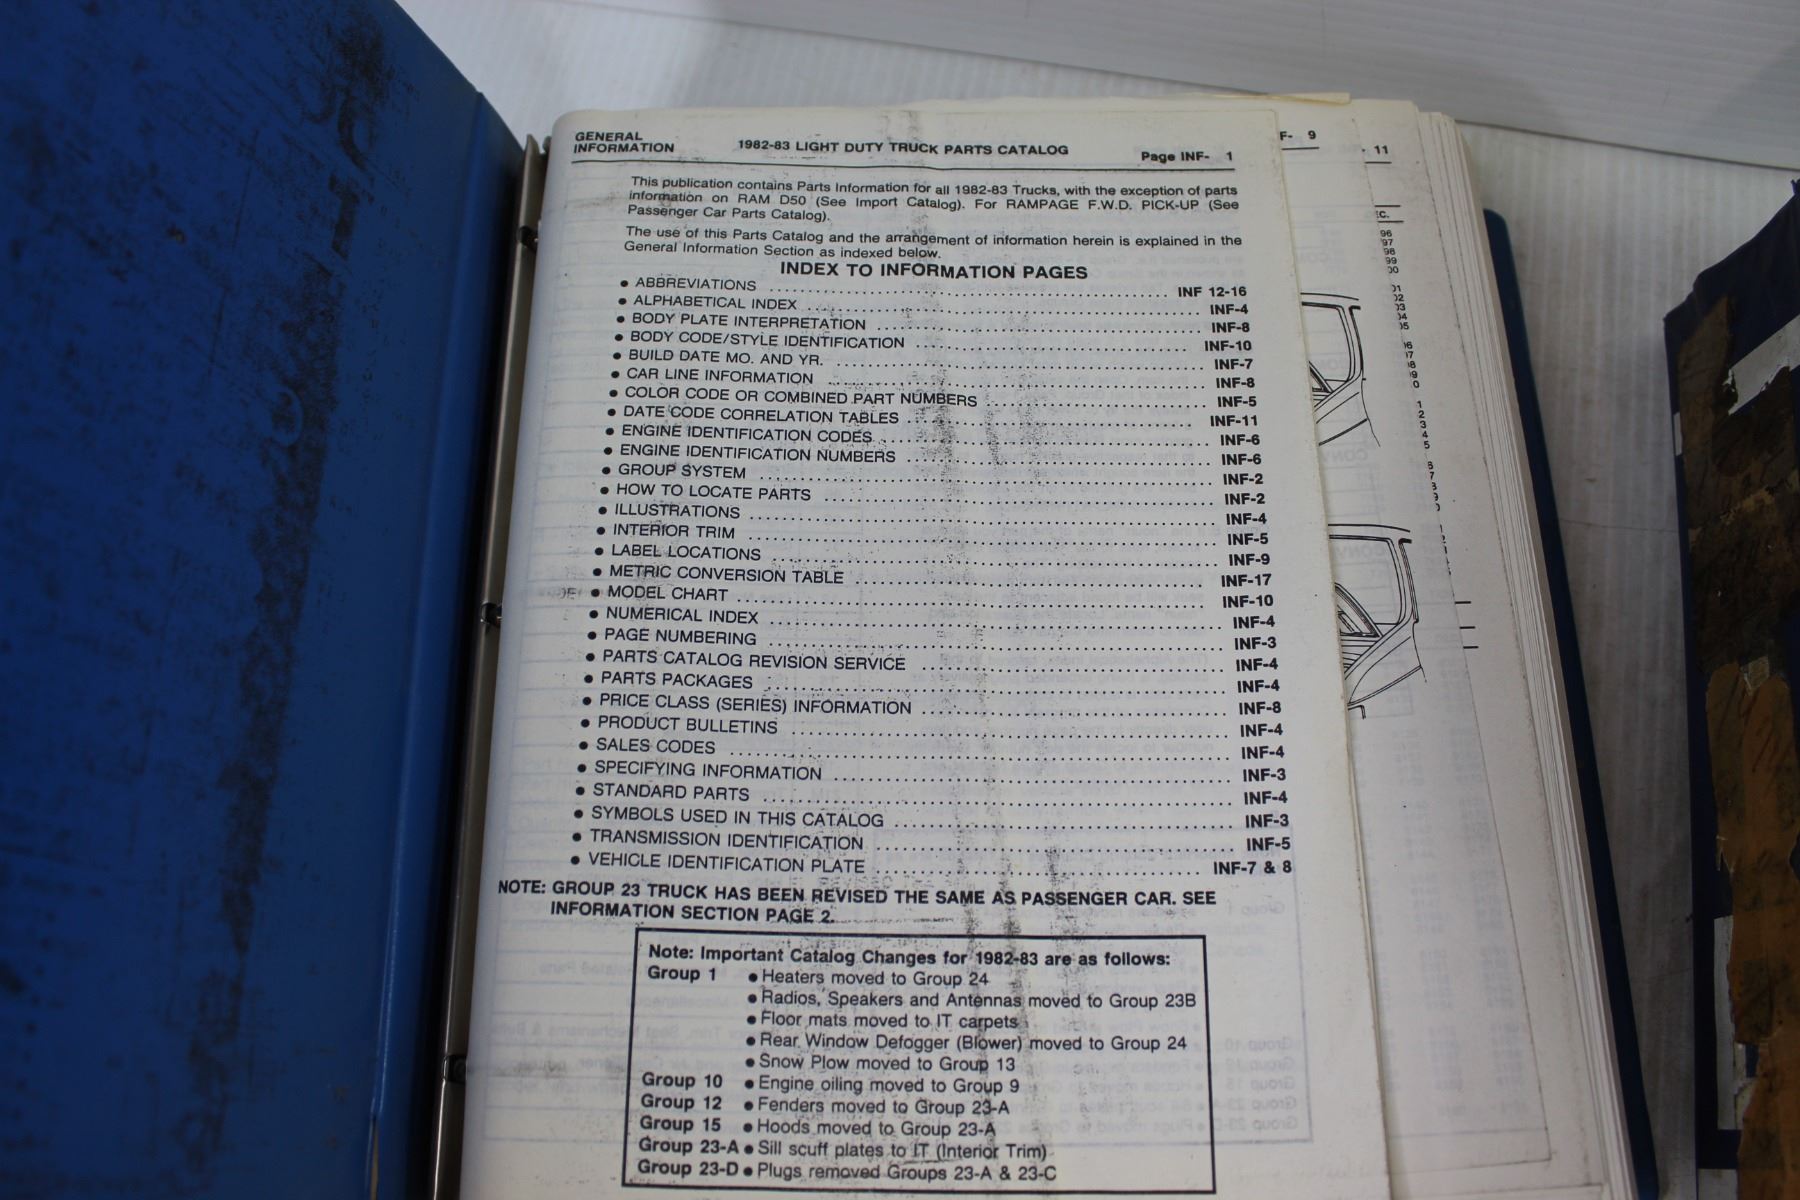 GENERAL
INFORMATION
1982-83 LIGHT DUTY TRUCK PARTS CATALOG
Page INF- 1
This publication contains Parts Information for all 1982-83 Trucks, with the exception of parts
information on RAM D50 (See Import Catalog). For RAMPAGE F.W.D. PICK-UP (See
Passenger Car Parts Catalog).
The use of this Parts Catalog and the arrangement of information herein is explained in the
General Information Section as indexed below.
INDEX TO INFORMATION PAGES
• ABBREVIATIONS ........ INF 12-16
• ALPHABETICAL INDEX ........ INF-4
• BODY PLATE INTERPRETATION ........ INF-8
• BODY CODE/STYLE IDENTIFICATION ........ INF-10
• BUILD DATE MO. AND YR. ........ INF-7
• CAR LINE INFORMATION ........ INF-8
• COLOR CODE OR COMBINED PART NUMBERS ........ INF-5
• DATE CODE CORRELATION TABLES ........ INF-11
• ENGINE IDENTIFICATION CODES ........ INF-6
• ENGINE IDENTIFICATION NUMBERS ........ INF-6
• GROUP SYSTEM ........ INF-2
• HOW TO LOCATE PARTS ........ INF-2
• ILLUSTRATIONS ........ INF-4
• INTERIOR TRIM ........ INF-5
• LABEL LOCATIONS ........ INF-9
• METRIC CONVERSION TABLE ........ INF-17
• MODEL CHART ........ INF-10
• NUMERICAL INDEX ........ INF-4
• PAGE NUMBERING ........ INF-3
• PARTS CATALOG REVISION SERVICE ........ INF-4
• PARTS PACKAGES ........ INF-4
• PRICE CLASS (SERIES) INFORMATION ........ INF-8
• PRODUCT BULLETINS ........ INF-4
• SALES CODES ........ INF-4
• SPECIFYING INFORMATION ........ INF-3
• STANDARD PARTS ........ INF-4
• SYMBOLS USED IN THIS CATALOG ........ INF-3
• TRANSMISSION IDENTIFICATION ........ INF-5
• VEHICLE IDENTIFICATION PLATE ........ INF-7 & 8
NOTE: GROUP 23 TRUCK HAS BEEN REVISED THE SAME AS PASSENGER CAR. SEE
INFORMATION SECTION PAGE 2.
Note: Important Catalog Changes for 1982-83 are as follows:
Group 1 • Heaters moved to Group 24
• Radios, Speakers and Antennas moved to Group 23B
• Floor mats moved to IT carpets
• Rear Window Defogger (Blower) moved to Group 24
• Snow Plow moved to Group 13
Group 10 • Engine oiling moved to Group 9
Group 12 • Fenders moved to Group 23-A
Group 15 • Hoods moved to Group 23-A
Group 23-A • Sill scuff plates to IT (Interior Trim)
Group 23-D • Plugs removed Groups 23-A & 23-C
F- 9
11